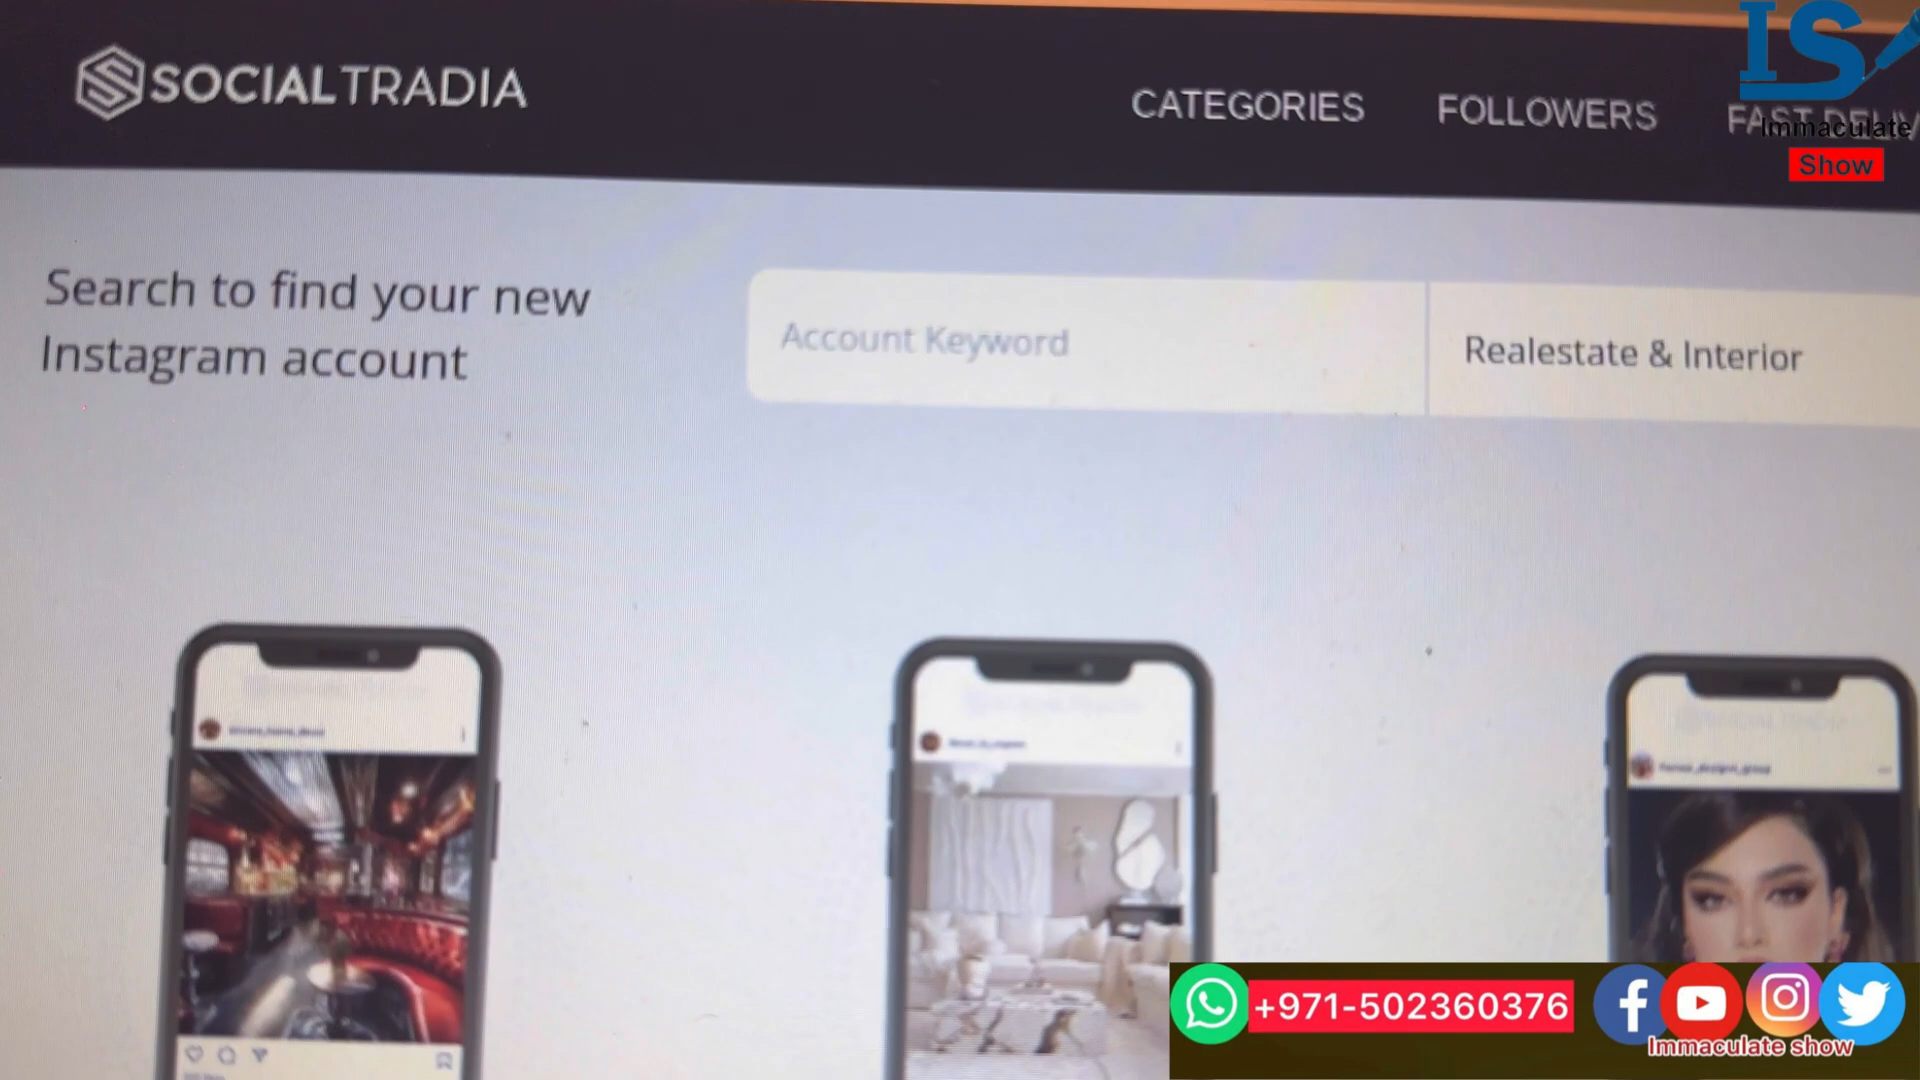 SOCIALTRADIA
CATEGORIES
FOLLOWERS
FAST
IS
Immaculate
Show
Search to find your new
Instagram account
Account Keyword
Realestate & Interior
+971-502360376
Immaculate show